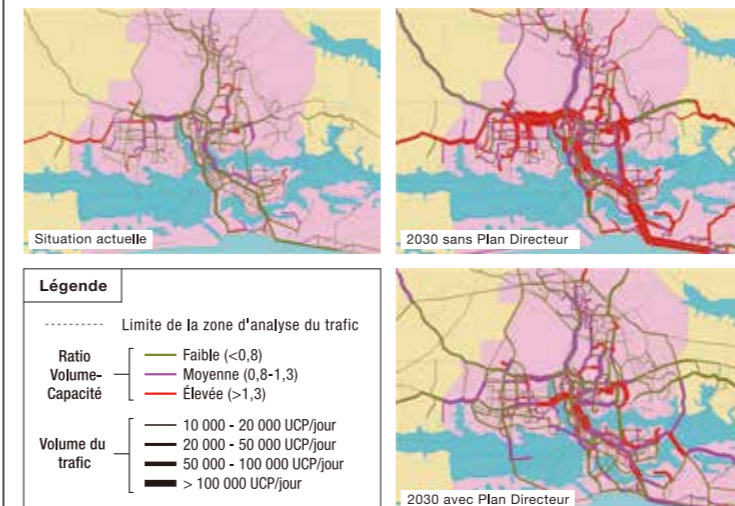 Situation actuelle
2030 sans Plan Directeur
Légende
Limite de la zone d'analyse du trafic
Ratio
Volume-
Capacité
Faible (<0,8)
Moyenne (0,8-1,3)
Élevée (>1,3)
Volume du
trafic
10 000 - 20 000 UCP/jour
20 000 - 50 000 UCP/jour
50 000 - 100 000 UCP/jour
> 100 000 UCP/jour
2030 avec Plan Directeur